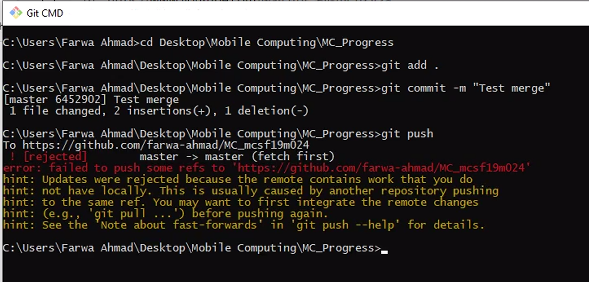 Git CMD
C:\Users\Farwa Ahmad>cd Desktop\Mobile Computing\MC_Progress
C:\Users\Farwa Ahmad\Desktop\Mobile Computing\MC_Progress>git add .
C:\Users\Farwa Ahmad\Desktop\Mobile Computing\MC_Progress>git commit -m "Test merge"
[master 6452902] Test merge
1 file changed, 2 insertions(+), 1 deletion(-)
C:\Users\Farwa Ahmad\Desktop\Mobile Computing\MC_Progress>git push
To https://github.com/farwa-ahmad/MC_mcsf19m024
! [rejected] master -> master (fetch first)
error: failed to push some refs to 'https://github.com/farwa-ahmad/MC_mcsf19m024'
hint: Updates were rejected because the remote contains work that you do
hint: not have locally. This is usually caused by another repository pushing
hint: to the same ref. You may want to first integrate the remote changes
hint: (e.g., 'git pull ...') before pushing again.
hint: See the 'Note about fast-forwards' in 'git push --help' for details.
C:\Users\Farwa Ahmad\Desktop\Mobile Computing\MC_Progress>